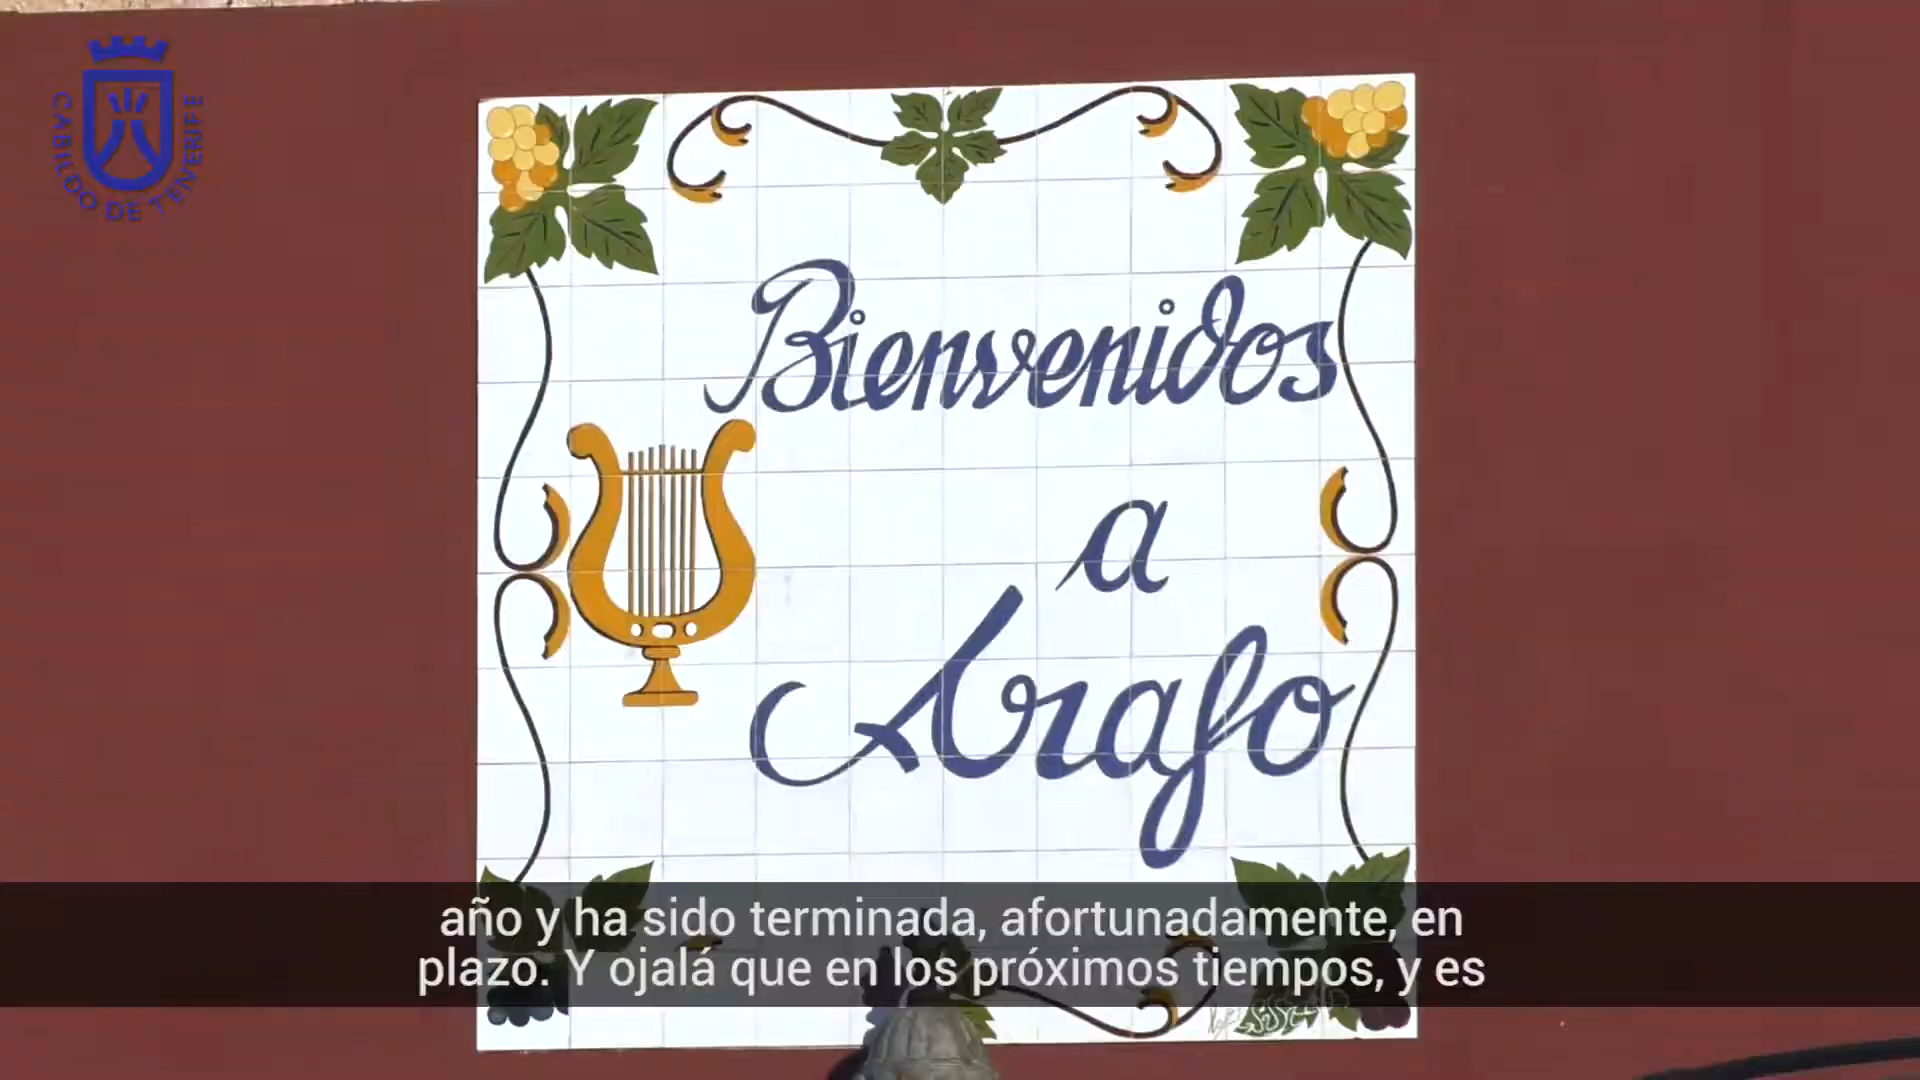 CABILDO DE TENERIFE
Bienvenidos
a
Arafo
año y ha sido terminada, afortunadamente, en
plazo. Y ojalá que en los próximos tiempos, y es